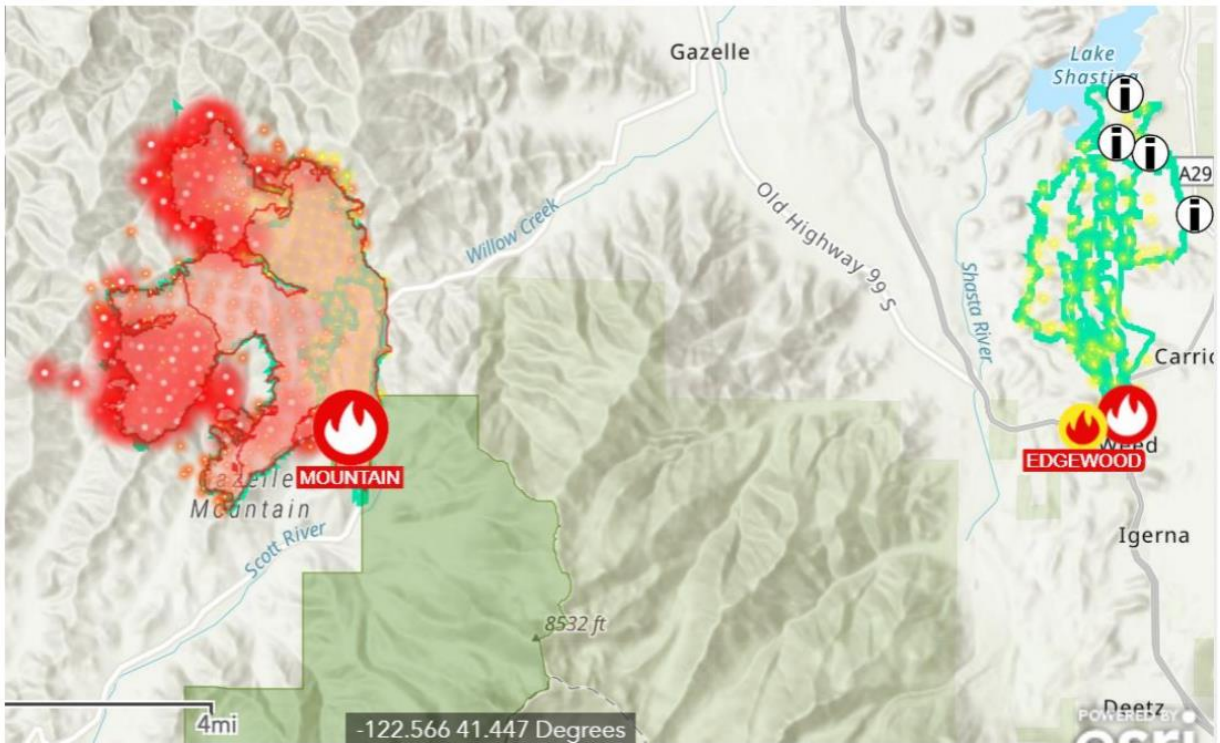 Gazelle
Lake
Shastina
A29
Old Highway 99 S
Willow Creek
Shasta River
Carric
Weed
EDGEWOOD
MOUNTAIN
Gazelle
Mountain
Scott River
Igerna
8532 ft
Deetz
4mi
-122.566 41.447 Degrees
POWERED BY
esri